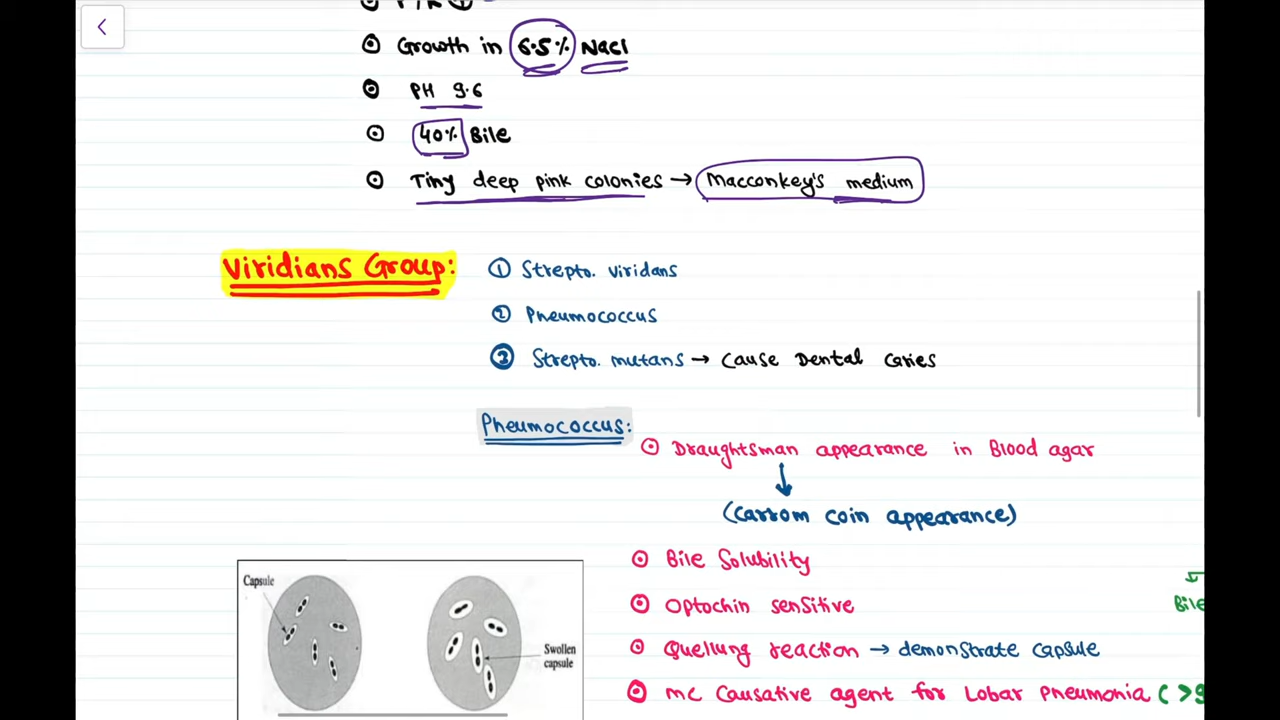 Growth in 6.5% Nacl
PH 9.6
40% Bile
Tiny deep pink colonies → Macconkey's medium
Viridians Group:
① Strepto. viridans
② Pneumococcus
③ Strepto. mutans → Cause Dental Caries
Pneumococcus:
Draughtsman appearance in Blood agar
(Carrom coin appearance)
Bile Solubility
Optochin sensitive
Bile
Quellung reaction → demonstrate capsule
MC Causative agent for Lobar Pneumonia ( >9
Capsule
Swollen
capsule